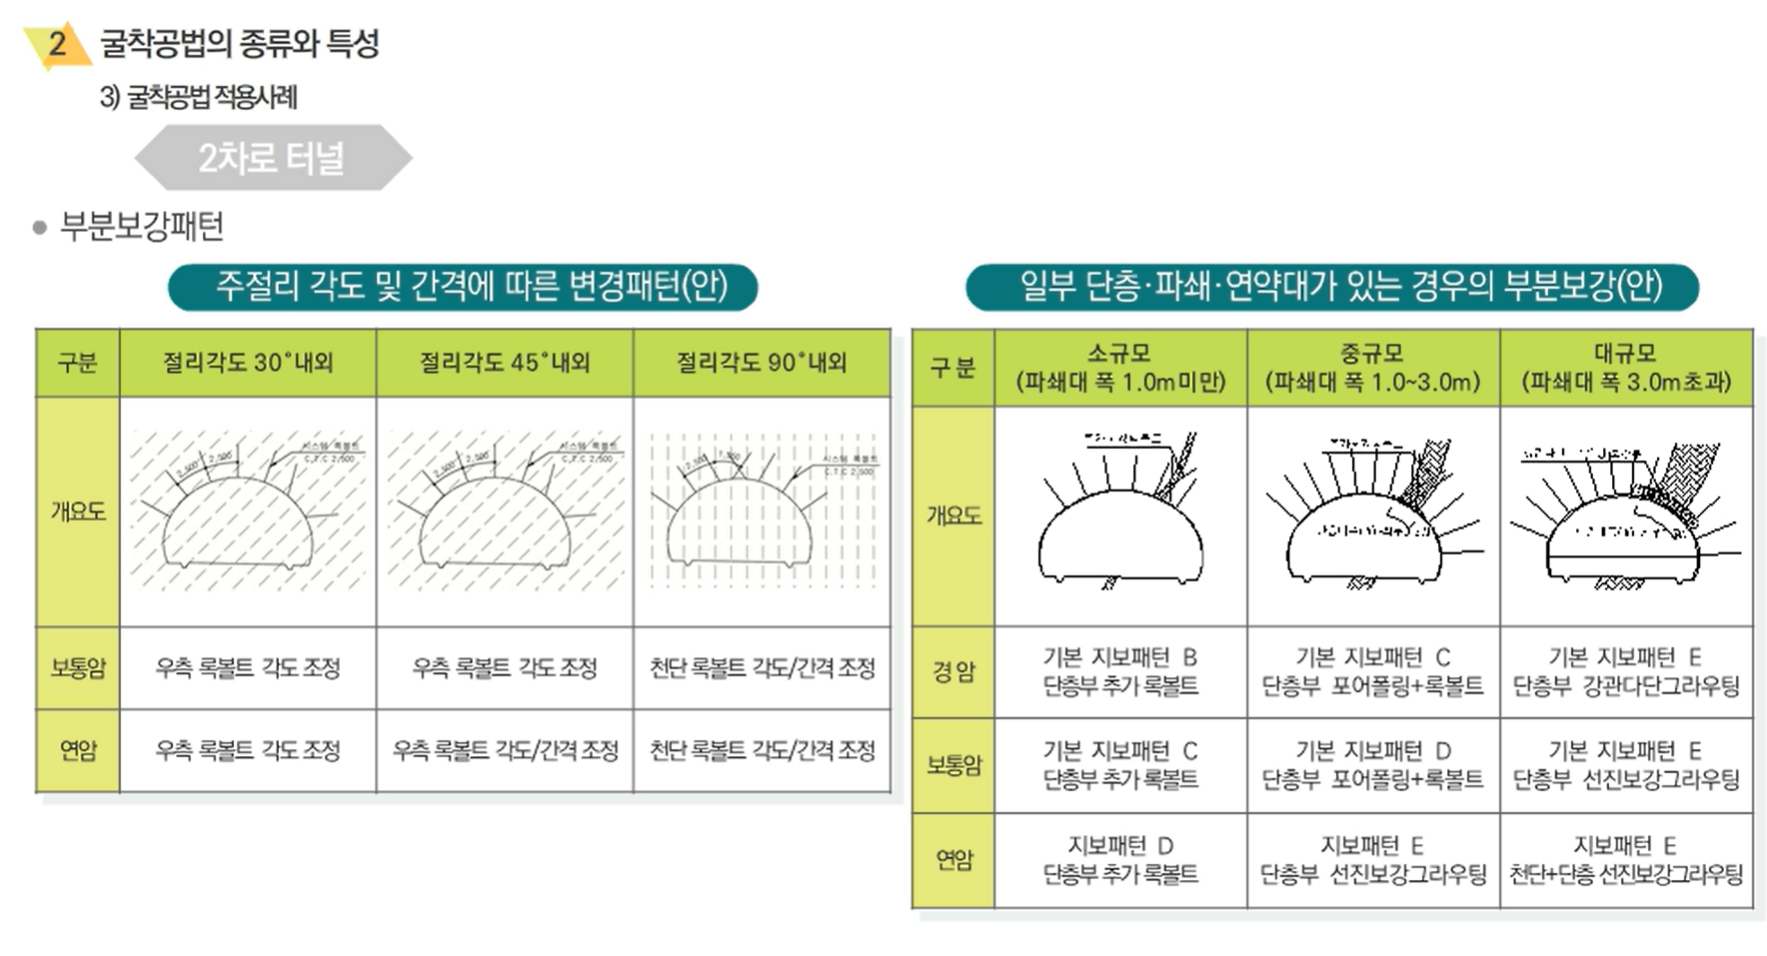 2 굴착공법의 종류와 특성
3) 굴착공법 적용사례
2차로 터널
• 부분보강패턴
주절리 각도 및 간격에 따른 변경패턴(안)
구분 절리각도 30°내외 절리각도 45°내외 절리각도 90°내외
개요도
시스템 록볼트
C.T.C 2,500
2,500 2,500
시스템 록볼트
C.T.C 2,500
2,500 2,500
시스템 록볼트
C.T.C 2,500
2,500
보통암 우측 록볼트 각도 조정 우측 록볼트 각도 조정 천단 록볼트 각도/간격 조정
연암 우측 록볼트 각도 조정 우측 록볼트 각도/간격 조정 천단 록볼트 각도/간격 조정
일부 단층·파쇄·연약대가 있는 경우의 부분보강(안)
구 분 소규모 중규모 대규모
(파쇄대 폭 1.0m미만) (파쇄대 폭 1.0~3.0m) (파쇄대 폭 3.0m초과)
개요도
경 암 기본 지보패턴 B 기본 지보패턴 C 기본 지보패턴 E
단층부 추가 록볼트 단층부 포어폴링+록볼트 단층부 강관다단그라우팅
보통암 기본 지보패턴 C 기본 지보패턴 D 기본 지보패턴 E
단층부 추가 록볼트 단층부 포어폴링+록볼트 단층부 선진보강그라우팅
연암 지보패턴 D 지보패턴 E 지보패턴 E
단층부 추가 록볼트 단층부 선진보강그라우팅 천단+단층 선진보강그라우팅